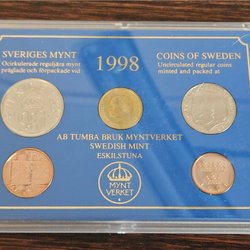 SVERIGES MYNT
Ocirkulerade reguljära mynt
präglade och förpackade vid
1998
COINS OF SWEDEN
Uncirculated regular coins
minted and packed at
AB TUMBA BRUK MYNTVERKET
SWEDISH MINT
ESKILSTUNA
MYNT
VERKET